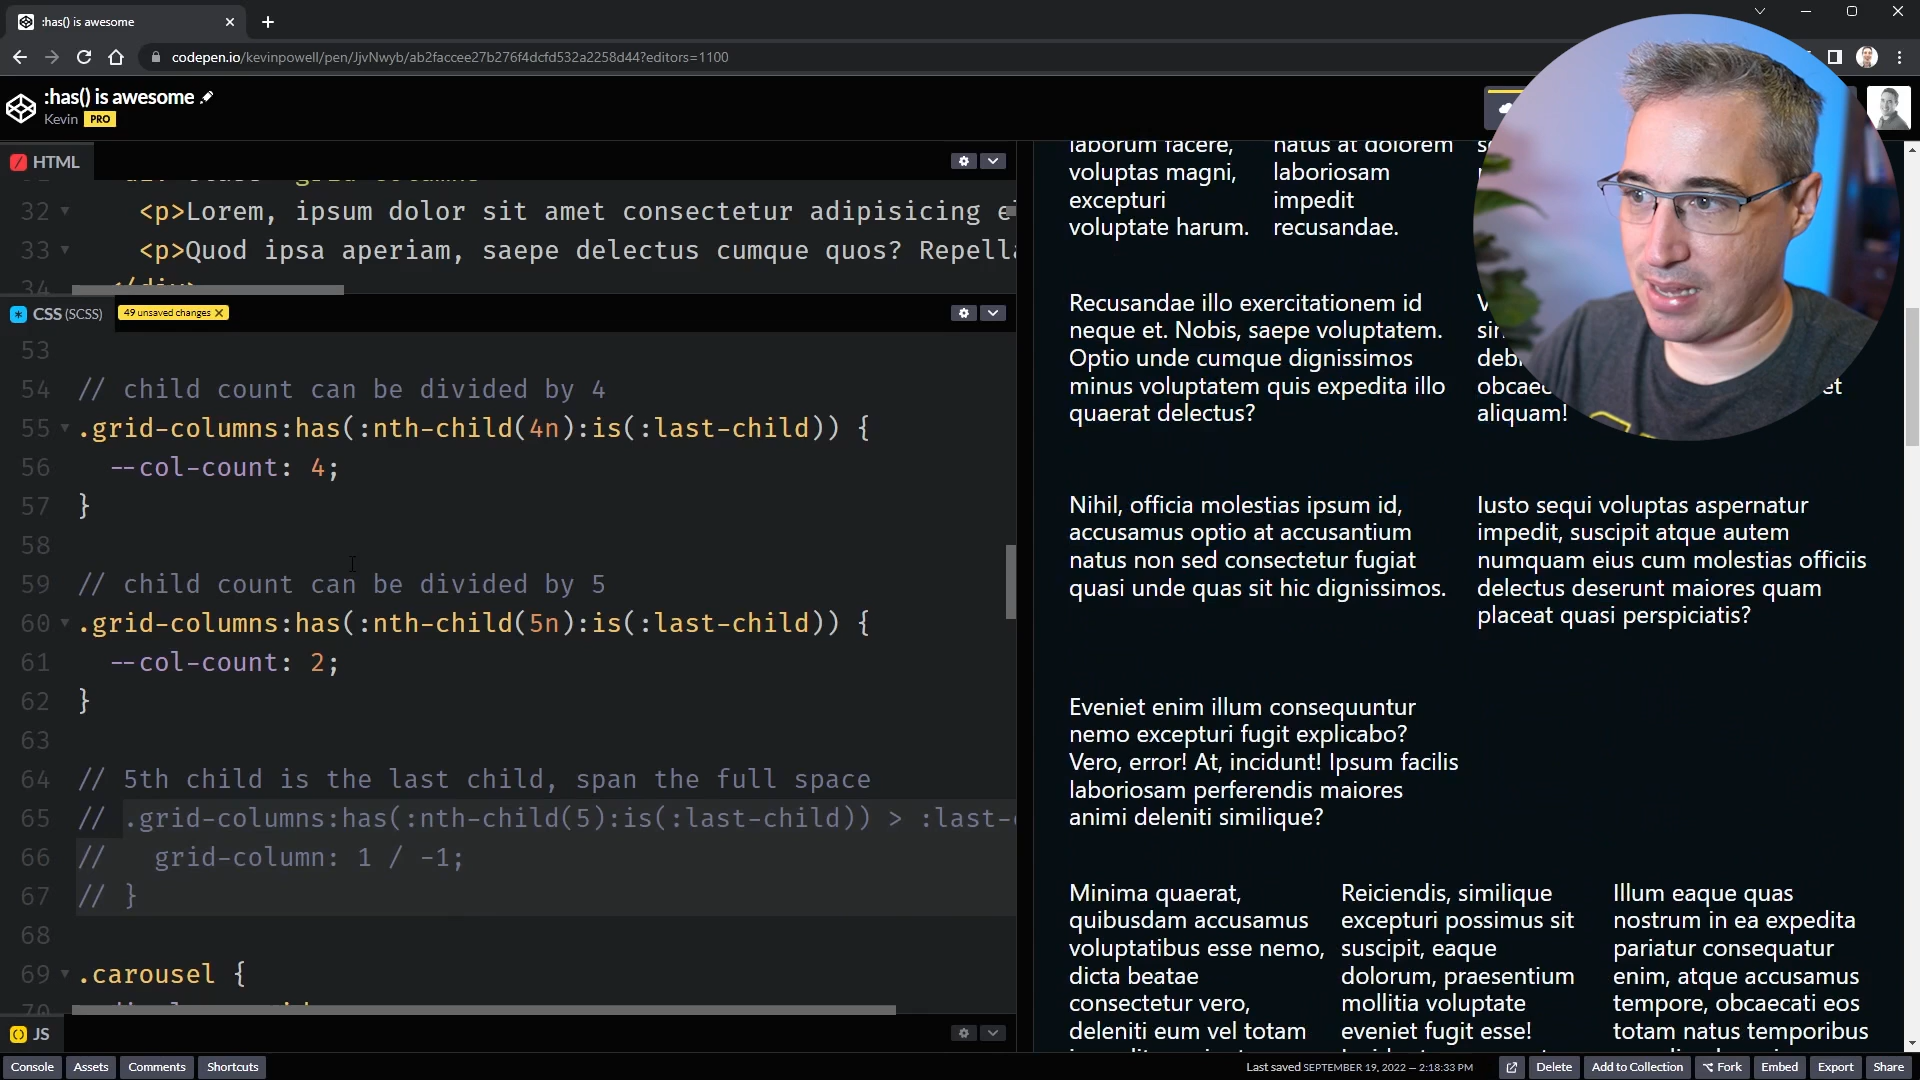 :has() is awesome
codepen.io/kevinpowell/pen/JjvNwyb/ab2faccee27b276f4dcfd532a2258d44?editors=1100
:has() is awesome
Kevin PRO
HTML
32 <p>Lorem, ipsum dolor sit amet consectetur adipisicing
33 <p>Quod ipsa aperiam, saepe delectus cumque quos?
34 </div>
CSS (SCSS) 49 unsaved changes
53
54 // child count can be divided by 4
55 .grid-columns:has(:nth-child(4n):is(:last-child)) {
56 --col-count: 4;
57 }
58
59 // child count can be divided by 5
60 .grid-columns:has(:nth-child(5n):is(:last-child)) {
61 --col-count: 2;
62 }
63
64 // 5th child is the last child, span the full space
65 // .grid-columns:has(:nth-child(5):is(:last-child)) > :last-
66 // grid-column: 1 / -1;
67 // }
68
69 .carousel {
70
JS
laborum facere,
voluptas magni,
excepturi
voluptate harum.
natus at dolorem
laboriosam
impedit
recusandae.
Recusandae illo exercitationem id
neque et. Nobis, saepe voluptatem.
Optio unde cumque dignissimos
minus voluptatem quis expedita illo
quaerat delectus?
et
aliquam!
Nihil, officia molestias ipsum id,
accusamus optio at accusantium
natus non sed consectetur fugiat
quasi unde quas sit hic dignissimos.
Iusto sequi voluptas aspernatur
impedit, suscipit atque autem
numquam eius cum molestias officiis
delectus deserunt maiores quam
placeat quasi perspiciatis?
Eveniet enim illum consequuntur
nemo excepturi fugit explicabo?
Vero, error! At, incidunt! Ipsum facilis
laboriosam perferendis maiores
animi deleniti similique?
Minima quaerat,
quibusdam accusamus
voluptatibus esse nemo,
dicta beatae
consectetur vero,
deleniti eum vel totam
Reiciendis, similique
excepturi possimus sit
suscipit, eaque
dolorum, praesentium
mollitia voluptate
eveniet fugit esse!
Illum eaque quas
nostrum in ea expedita
pariatur consequatur
enim, atque accusamus
tempore, obcaecati eos
totam natus temporibus
Console Assets Comments Shortcuts Last saved SEPTEMBER 19, 2022 — 2:18:33 PM Delete Add to Collection Fork Embed Export Share